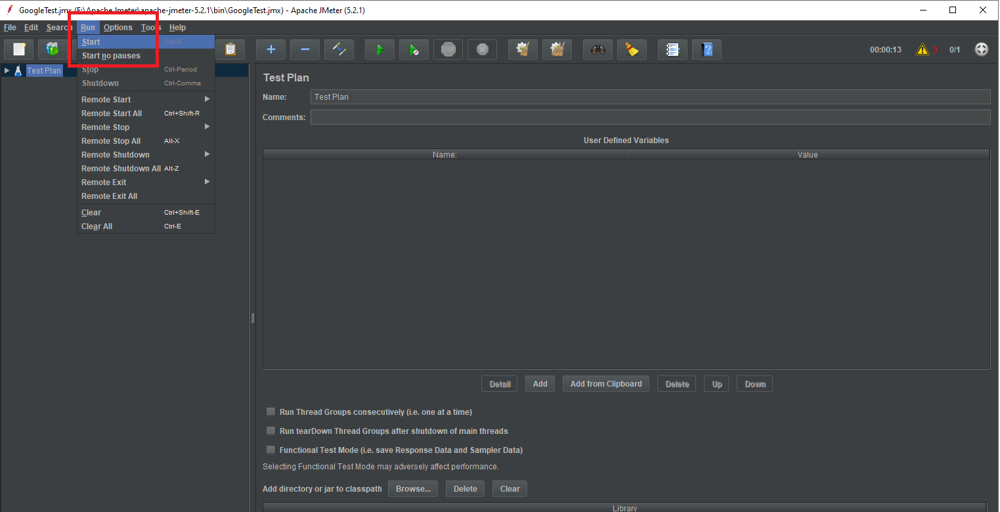 GoogleTest.jmx (F:\Apache Jmeter\apache-jmeter-5.2.1\bin\GoogleTest.jmx) - Apache JMeter (5.2.1)
File Edit Search Run Options Tools Help
Start Ctrl-R
Start no pauses
Stop Ctrl-Period
Shutdown Ctrl-Comma
Remote Start
Remote Start All Ctrl+Shift-R
Remote Stop
Remote Stop All Alt-X
Remote Shutdown
Remote Shutdown All Alt-Z
Remote Exit
Remote Exit All
Clear Ctrl+Shift-E
Clear All Ctrl-E
STOP
00:00:13 3 0/1
Test Plan
Test Plan
Name: Test Plan
Comments:
User Defined Variables
Name: Value
Detail Add Add from Clipboard Delete Up Down
Run Thread Groups consecutively (i.e. one at a time)
Run tearDown Thread Groups after shutdown of main threads
Functional Test Mode (i.e. save Response Data and Sampler Data)
Selecting Functional Test Mode may adversely affect performance.
Add directory or jar to classpath Browse... Delete Clear
Library